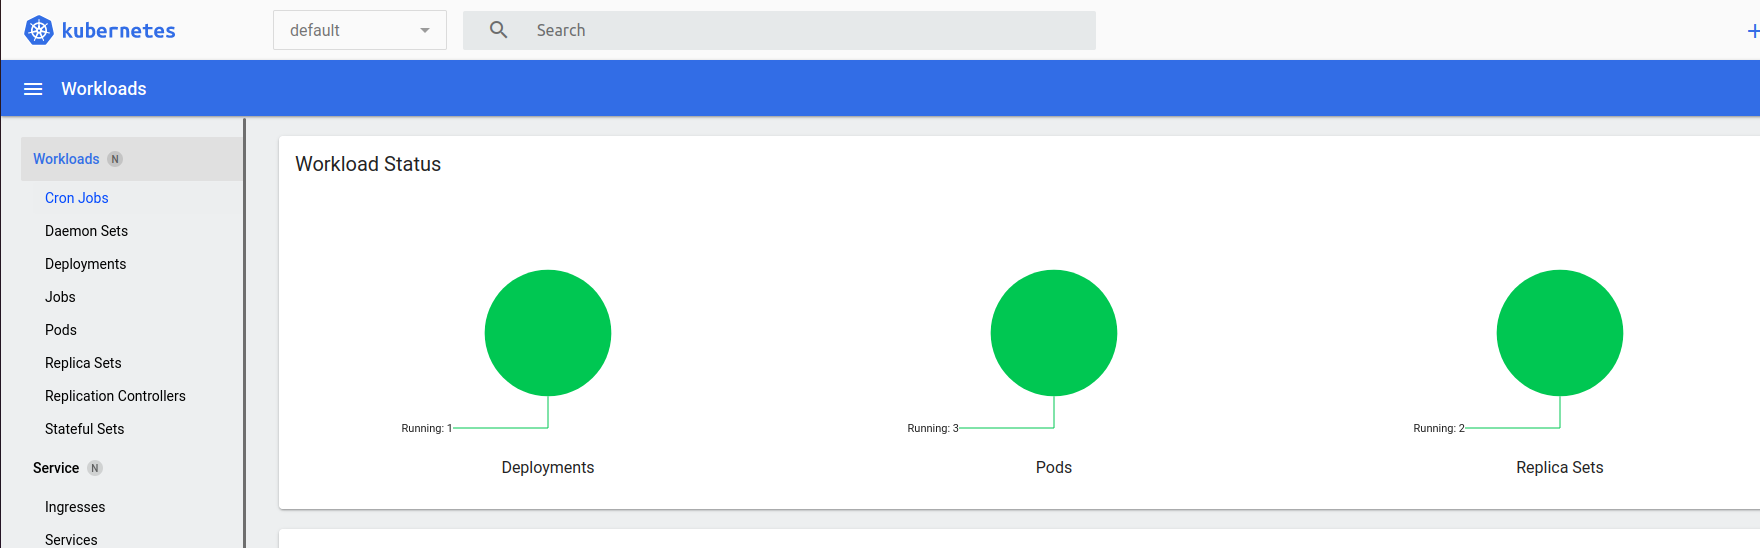 kubernetes
default
Search
Workloads
Workloads N
Cron Jobs
Daemon Sets
Deployments
Jobs
Pods
Replica Sets
Replication Controllers
Stateful Sets
Service N
Ingresses
Services
Workload Status
Running: 1
Deployments
Running: 3
Pods
Running: 2
Replica Sets